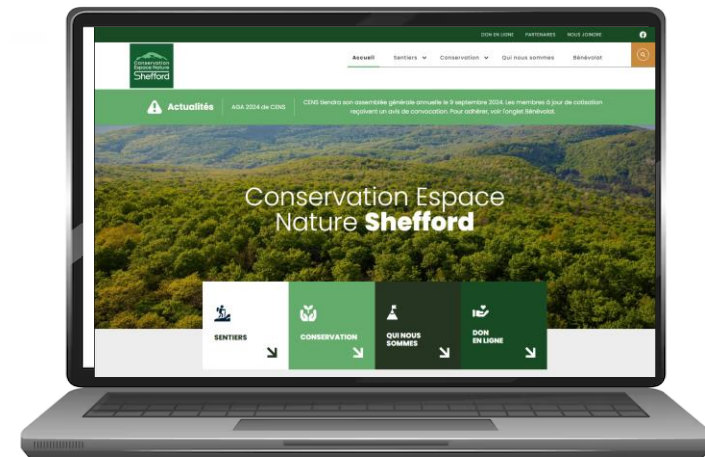 DON EN LIGNE PARTENAIRES NOUS JOINDRE
Conservation
Espace Nature
Shefford
Accueil Sentiers Conservation Qui nous sommes Bénévolat
Actualités AGA 2024 de CENS
CENS tiendra son assemblée générale annuelle le 9 septembre 2024. Les membres à jour de cotisation
reçoivent un avis de convocation. Pour adhérer, voir l'onglet Bénévolat.
Conservation Espace
Nature Shefford
SENTIERS
CONSERVATION
QUI NOUS
SOMMES
DON
EN LIGNE